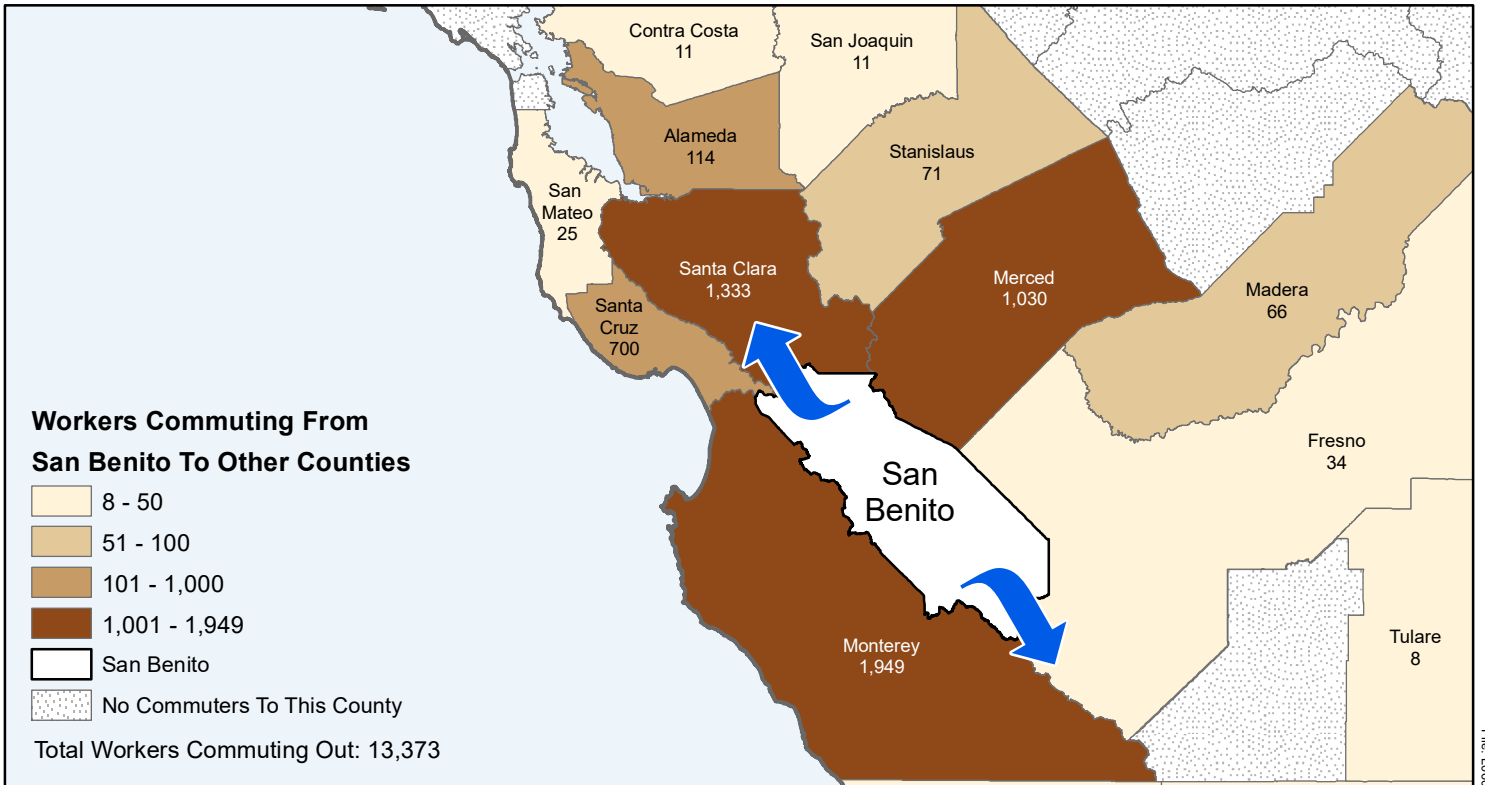 Contra Costa
11
San Joaquin
11
Alameda
114
Stanislaus
71
San
Mateo
25
Santa Clara
1,333
Merced
1,030
Madera
66
Santa
Cruz
700
Fresno
34
San
Benito
Monterey
1,949
Tulare
8
Workers Commuting From
San Benito To Other Counties
8 - 50
51 - 100
101 - 1,000
1,001 - 1,949
San Benito
No Commuters To This County
Total Workers Commuting Out: 13,373